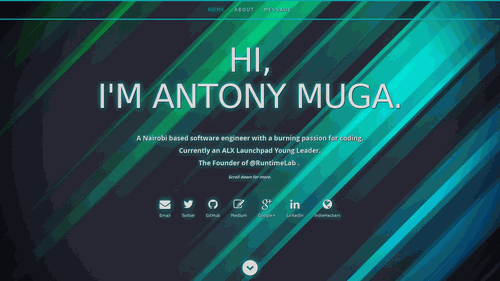 HOME ABOUT MESSAGE
HI,
I'M ANTONY MUGA.
A Nairobi based software engineer with a burning passion for coding.
Currently an ALX Launchpad Young Leader.
The Founder of @RuntimeLab .
Scroll down for more.
Email Twitter GitHub Medium Google+ LinkedIn IndieHackers